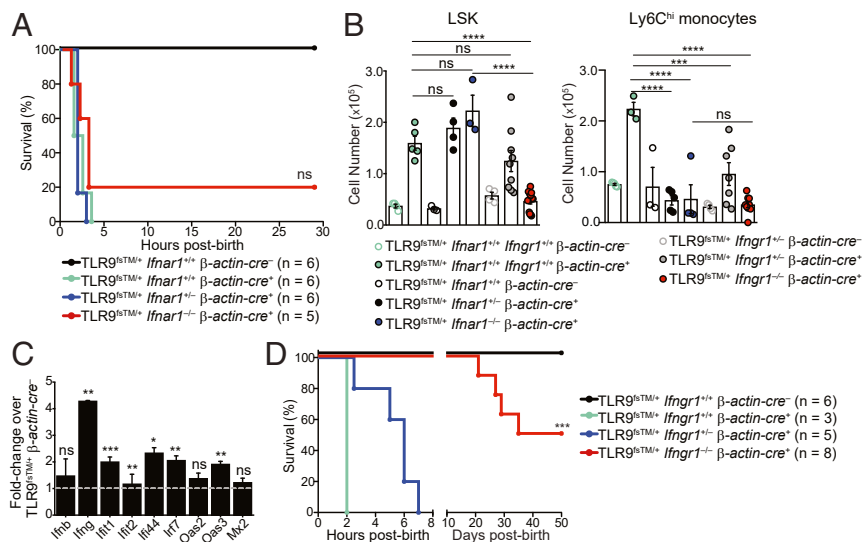 A
Survival (%)
100
80
60
40
20
0
0 5 10 15 20 25 30
Hours post-birth
ns
TLR9fsTM/+ Ifnar1+/+ β-actin-cre– (n = 6)
TLR9fsTM/+ Ifnar1+/+ β-actin-cre+ (n = 6)
TLR9fsTM/+ Ifnar1+/– β-actin-cre+ (n = 6)
TLR9fsTM/+ Ifnar1–/– β-actin-cre+ (n = 5)
B
LSK
Cell Number (x10⁵)
3.0
2.0
1.0
0
****
ns
ns
ns
****
Ly6Chi monocytes
Cell Number (x10⁵)
3.0
2.0
1.0
0
****
***
****
****
ns
TLR9fsTM/+ Ifnar1+/+ Ifngr1+/+ β-actin-cre–
TLR9fsTM/+ Ifnar1+/+ Ifngr1+/+ β-actin-cre+
TLR9fsTM/+ Ifnar1+/+ β-actin-cre–
TLR9fsTM/+ Ifnar1+/+ β-actin-cre+
TLR9fsTM/+ Ifnar1–/– β-actin-cre+
TLR9fsTM/+ Ifngr1+/– β-actin-cre–
TLR9fsTM/+ Ifngr1+/– β-actin-cre+
TLR9fsTM/+ Ifngr1–/– β-actin-cre+
C
Fold-change over
TLR9fsTM/+ β-actin-cre–
5
4
3
2
1
0
ns ** *** ** * ** ns ** ns
Ifnb Ifng Ifit1 Ifit2 Ifi44 Irf7 Oas2 Oas3 Mx2
D
Survival (%)
100
80
60
40
20
0
0 2 4 6 8
Hours post-birth
10 20 30 40 50
Days post-birth
***
TLR9fsTM/+ Ifngr1+/+ β-actin-cre– (n = 6)
TLR9fsTM/+ Ifngr1+/+ β-actin-cre+ (n = 3)
TLR9fsTM/+ Ifngr1+/– β-actin-cre+ (n = 5)
TLR9fsTM/+ Ifngr1–/– β-actin-cre+ (n = 8)